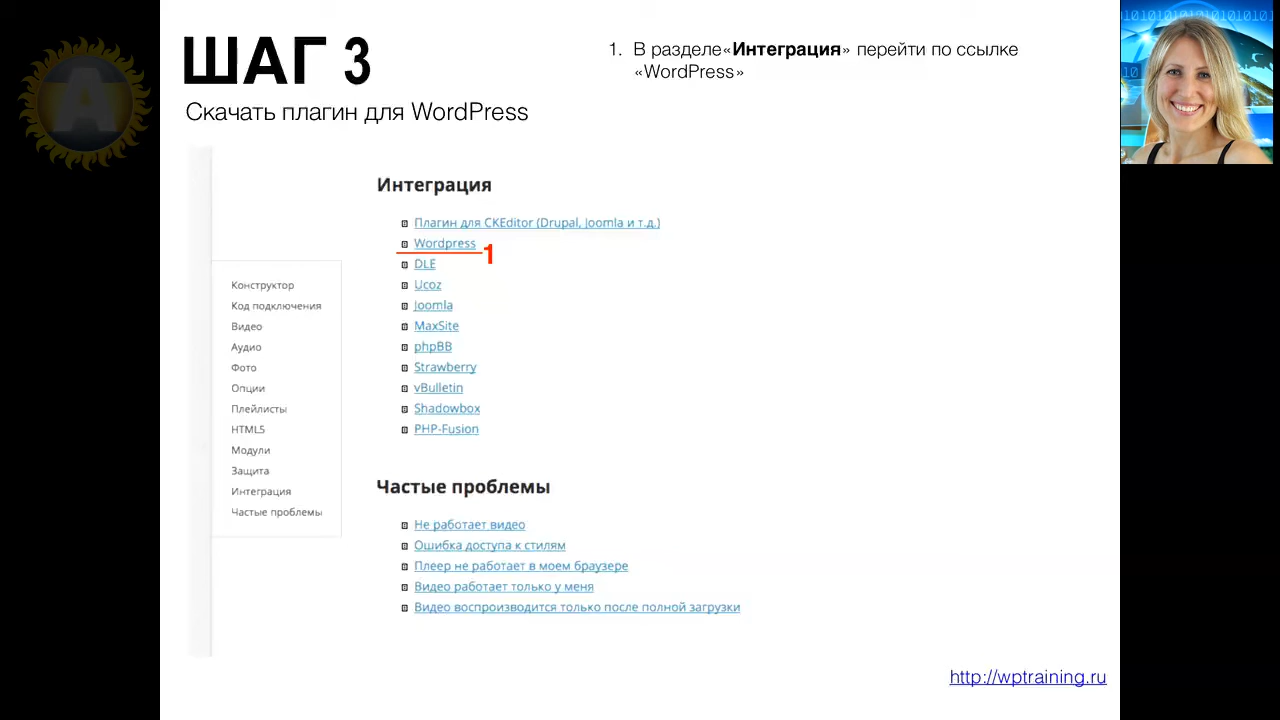 ШАГ 3
Скачать плагин для WordPress
1. В разделе«Интеграция» перейти по ссылке
«WordPress»
Интеграция
Плагин для CKEditor (Drupal, Joomla и т.д.)
Wordpress
1
DLE
Ucoz
Joomla
MaxSite
phpBB
Strawberry
vBulletin
Shadowbox
PHP-Fusion
Конструктор
Код подключения
Видео
Аудио
Фото
Опции
Плейлисты
HTML5
Модули
Защита
Интеграция
Частые проблемы
Частые проблемы
Не работает видео
Ошибка доступа к стилям
Плеер не работает в моем браузере
Видео работает только у меня
Видео воспроизводится только после полной загрузки
http://wptraining.ru
A